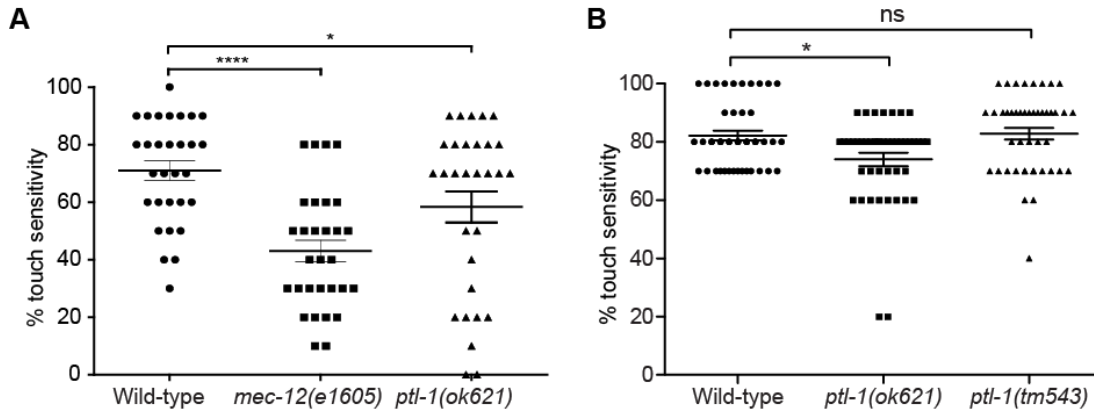 A
B
*
****
% touch sensitivity
100
80
60
40
20
0
Wild-type mec-12(e1605) ptl-1(ok621)
ns
*
% touch sensitivity
100
80
60
40
20
0
Wild-type ptl-1(ok621) ptl-1(tm543)